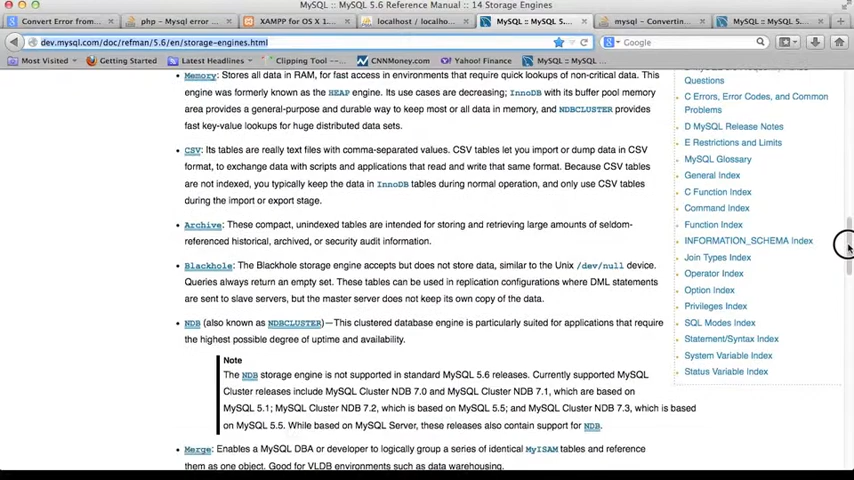 MySQL :: MySQL 5.6 Reference Manual :: 14 Storage Engines
Convert Error from...
php - Mysql error ...
XAMPP for OS X 1...
localhost / localho...
MySQL :: MySQL 5...
mysql - Convertin...
MySQL :: MySQL 5...
dev.mysql.com/doc/refman/5.6/en/storage-engines.html
Google
Most Visited
Getting Started
Latest Headlines
Clipping Tool --...
CNNMoney.com
Yahoo! Finance
MySQL :: MySQL ...
Memory: Stores all data in RAM, for fast access in environments that require quick lookups of non-critical data. This
engine was formerly known as the HEAP engine. Its use cases are decreasing; InnoDB with its buffer pool memory
area provides a general-purpose and durable way to keep most or all data in memory, and NDBCLUSTER provides
fast key-value lookups for huge distributed data sets.
CSV: Its tables are really text files with comma-separated values. CSV tables let you import or dump data in CSV
format, to exchange data with scripts and applications that read and write that same format. Because CSV tables
are not indexed, you typically keep the data in InnoDB tables during normal operation, and only use CSV tables
during the import or export stage.
Archive: These compact, unindexed tables are intended for storing and retrieving large amounts of seldom-
referenced historical, archived, or security audit information.
Blackhole: The Blackhole storage engine accepts but does not store data, similar to the Unix /dev/null device.
Queries always return an empty set. These tables can be used in replication configurations where DML statements
are sent to slave servers, but the master server does not keep its own copy of the data.
NDB (also known as NDBCLUSTER)—This clustered database engine is particularly suited for applications that require
the highest possible degree of uptime and availability.
Note
The NDB storage engine is not supported in standard MySQL 5.6 releases. Currently supported MySQL
Cluster releases include MySQL Cluster NDB 7.0 and MySQL Cluster NDB 7.1, which are based on
MySQL 5.1; MySQL Cluster NDB 7.2, which is based on MySQL 5.5; and MySQL Cluster NDB 7.3, which is based
on MySQL 5.5. While based on MySQL Server, these releases also contain support for NDB.
Merge: Enables a MySQL DBA or developer to logically group a series of identical MyISAM tables and reference
them as one object. Good for VLDB environments such as data warehousing.
Questions
C Errors, Error Codes, and Common
Problems
D MySQL Release Notes
E Restrictions and Limits
MySQL Glossary
General Index
C Function Index
Command Index
Function Index
INFORMATION_SCHEMA Index
Join Types Index
Operator Index
Option Index
Privileges Index
SQL Modes Index
Statement/Syntax Index
System Variable Index
Status Variable Index